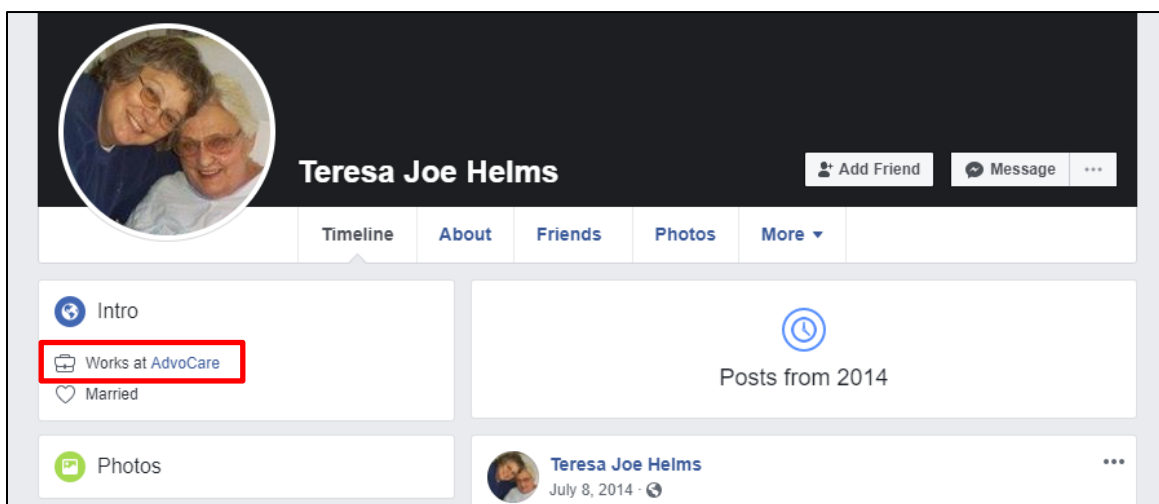 Teresa Joe Helms
Add Friend
Message
Timeline About Friends Photos More
Intro
Works at AdvoCare
Married
Posts from 2014
Photos
Teresa Joe Helms
July 8, 2014 ·